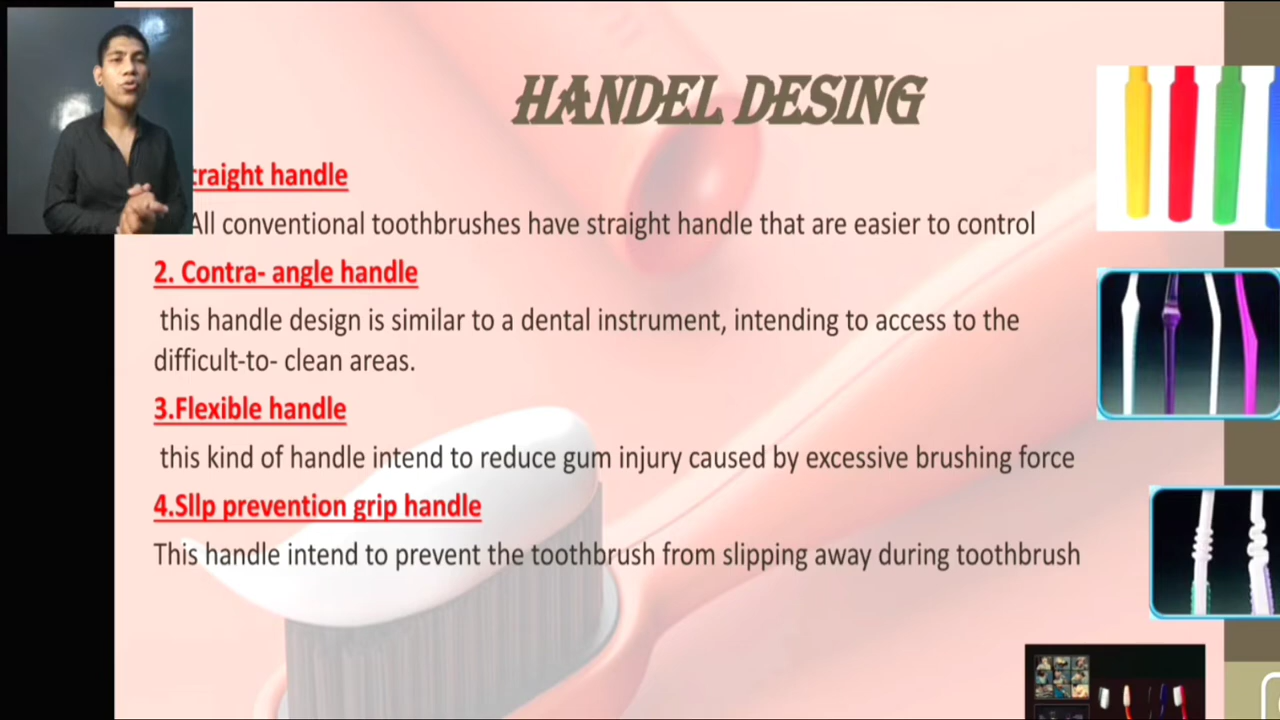 HANDEL DESING
traight handle
All conventional toothbrushes have straight handle that are easier to control
2. Contra- angle handle
this handle design is similar to a dental instrument, intending to access to the
difficult-to- clean areas.
3.Flexible handle
this kind of handle intend to reduce gum injury caused by excessive brushing force
4.Sllp prevention grip handle
This handle intend to prevent the toothbrush from slipping away during toothbrush